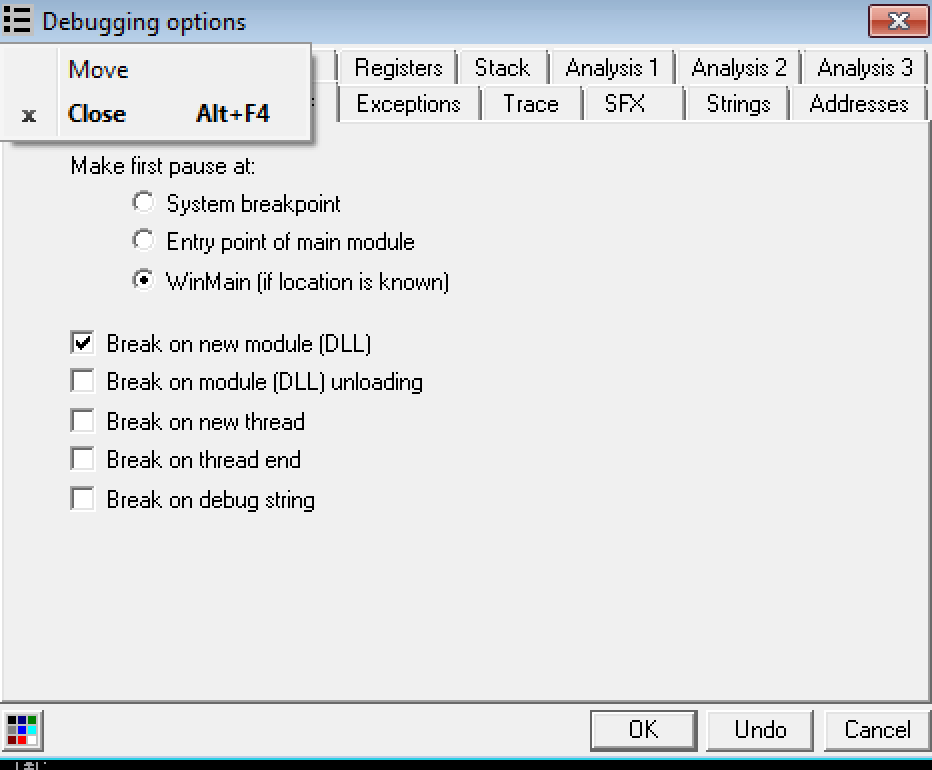 Debugging options
Move
Close Alt+F4
Registers Stack Analysis 1 Analysis 2 Analysis 3
Exceptions Trace SFX Strings Addresses
Make first pause at:
System breakpoint
Entry point of main module
WinMain (if location is known)
Break on new module (DLL)
Break on module (DLL) unloading
Break on new thread
Break on thread end
Break on debug string
OK Undo Cancel